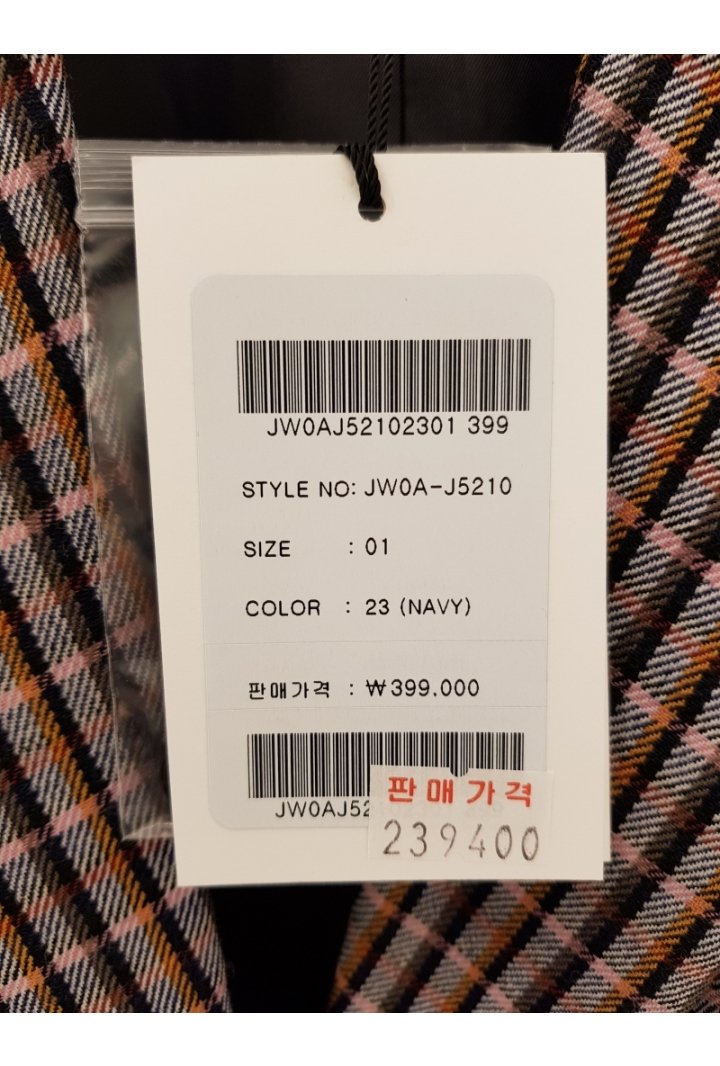 JW0AJ52102301 399
STYLE NO: JW0A-J5210
SIZE : 01
COLOR : 23 (NAVY)
판매가격 : ₩399,000
JW0AJ52
판매가격
239400